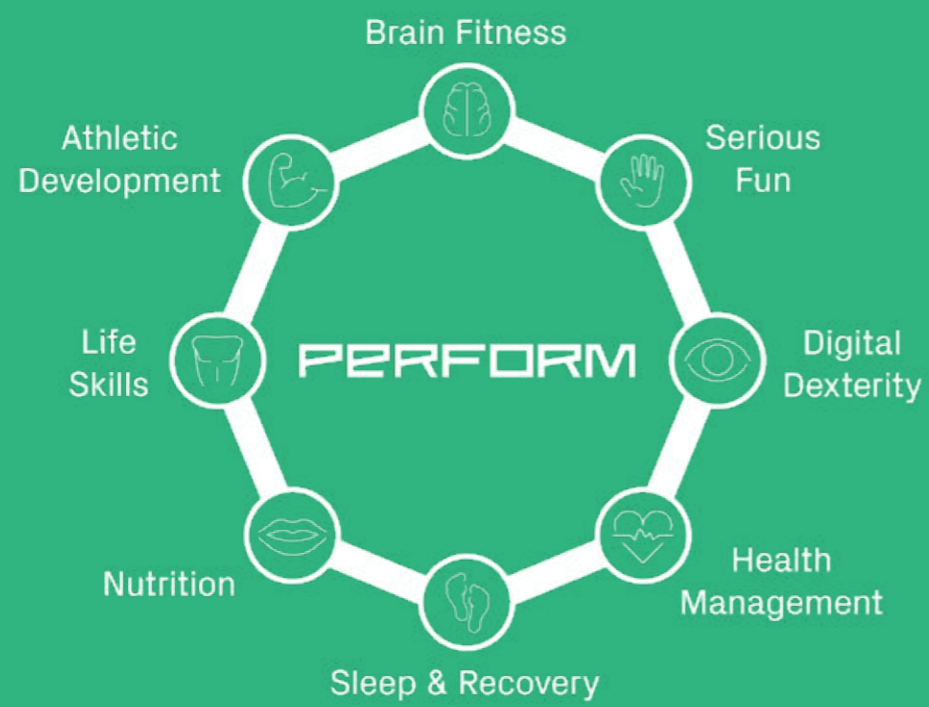 Brain Fitness
Athletic
Development
Serious
Fun
Life
Skills
PERFORM
Digital
Dexterity
Nutrition
Health
Management
Sleep & Recovery